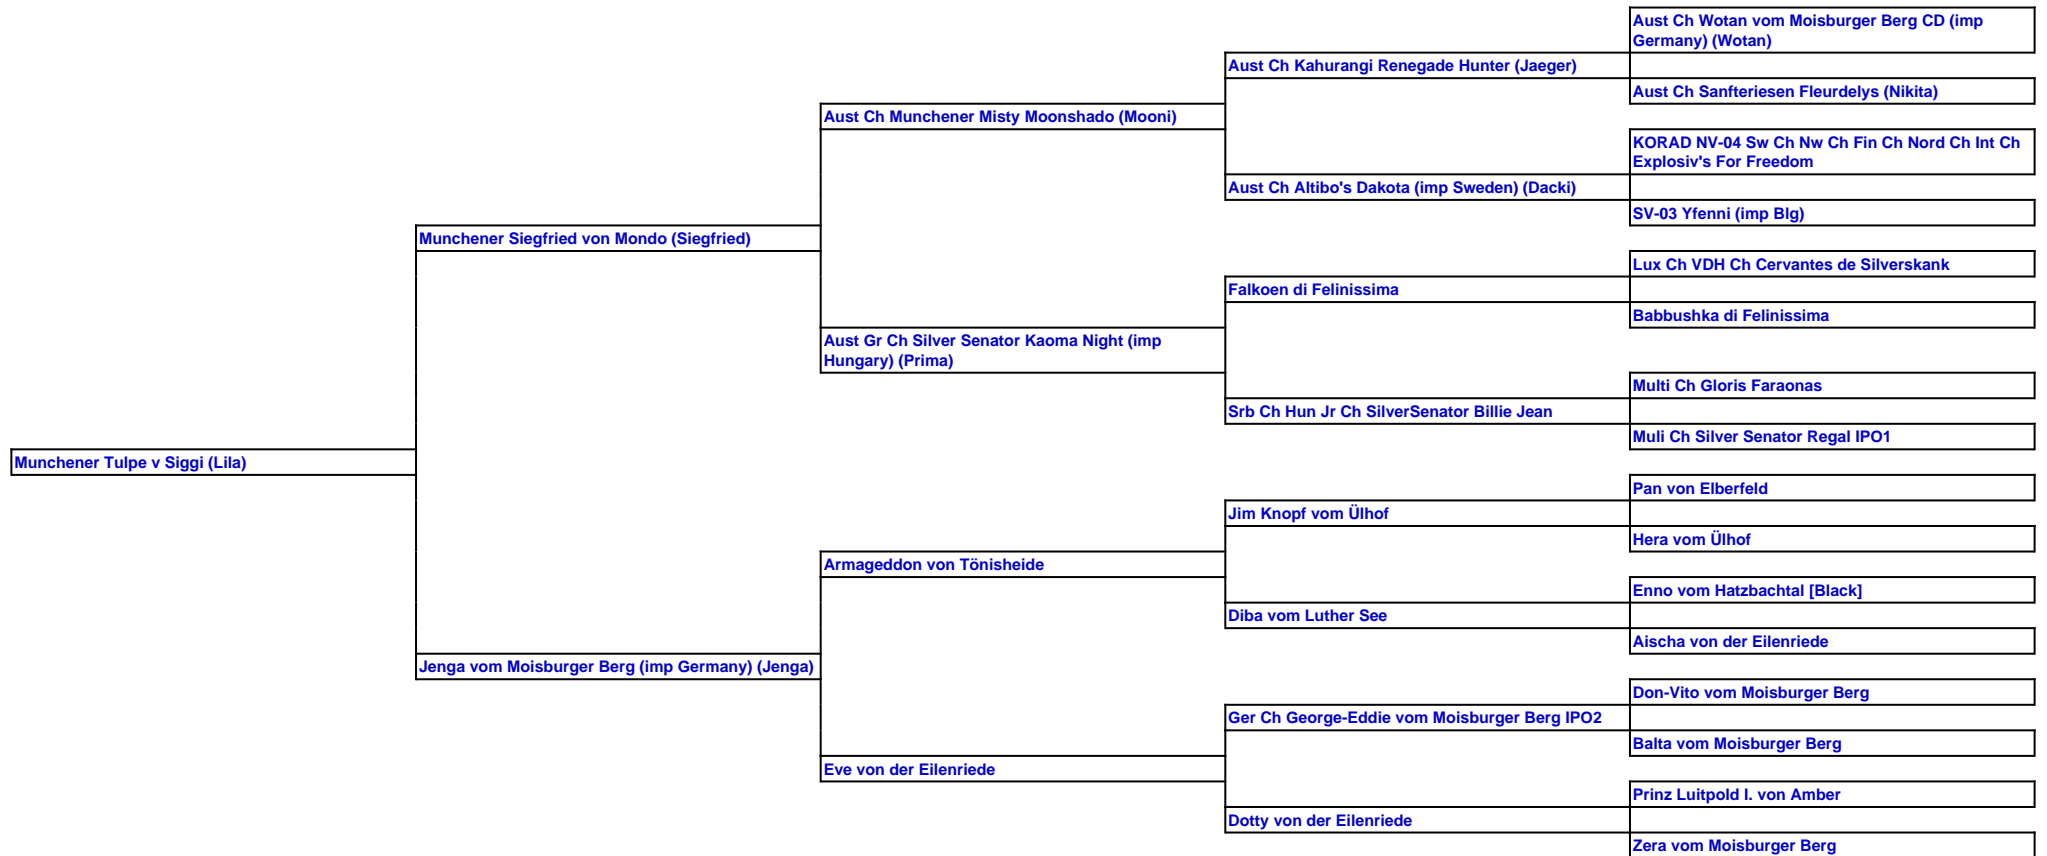 Aust Ch Wotan vom Moisburger Berg CD (imp
Germany) (Wotan)
Aust Ch Kahurangi Renegade Hunter (Jaeger)
Aust Ch Sanfteriesen Fleurdelys (Nikita)
Aust Ch Munchener Misty Moonshado (Mooni)
KORAD NV-04 Sw Ch Nw Ch Fin Ch Nord Ch Int Ch
Explosiv's For Freedom
Aust Ch Altibo's Dakota (imp Sweden) (Dacki)
SV-03 Yfenni (imp Blg)
Munchener Siegfried von Mondo (Siegfried)
Lux Ch VDH Ch Cervantes de Silverskank
Falkoen di Felinissima
Babbushka di Felinissima
Aust Gr Ch Silver Senator Kaoma Night (imp
Hungary) (Prima)
Multi Ch Gloris Faraonas
Srb Ch Hun Jr Ch SilverSenator Billie Jean
Muli Ch Silver Senator Regal IPO1
Munchener Tulpe v Siggi (Lila)
Pan von Elberfeld
Jim Knopf vom Ülhof
Hera vom Ülhof
Armageddon von Tönisheide
Enno vom Hatzbachtal [Black]
Diba vom Luther See
Aischa von der Eilenriede
Jenga vom Moisburger Berg (imp Germany) (Jenga)
Don-Vito vom Moisburger Berg
Ger Ch George-Eddie vom Moisburger Berg IPO2
Balta vom Moisburger Berg
Eve von der Eilenriede
Prinz Luitpold I. von Amber
Dotty von der Eilenriede
Zera vom Moisburger Berg